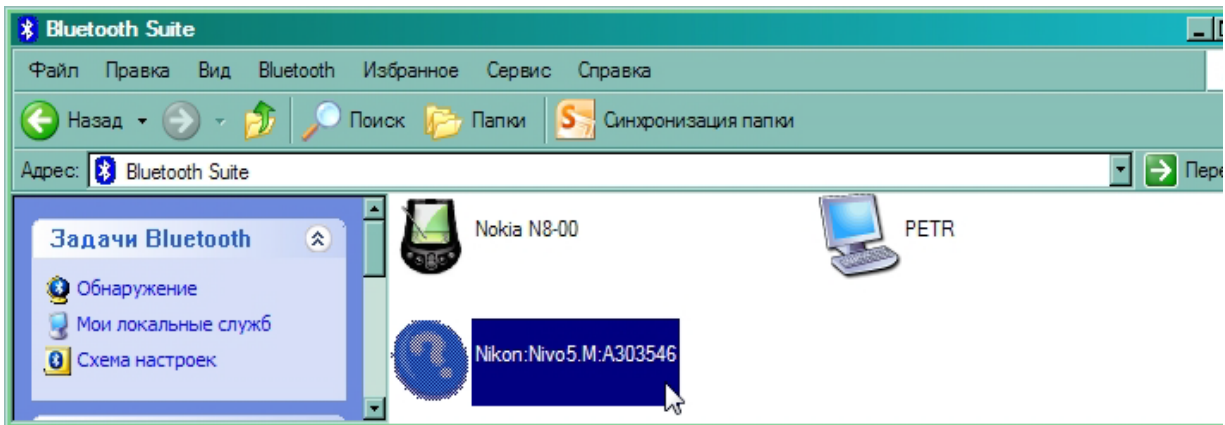 Bluetooth Suite
Файл Правка Вид Bluetooth Избранное Сервис Справка
Назад Поиск Папки Синхронизация папки
Адрес: Bluetooth Suite Пере
Задачи Bluetooth
Обнаружение
Мои локальные служб
Схема настроек
Nokia N8-00 PETR
Nikon:Nivo5.M:A303546